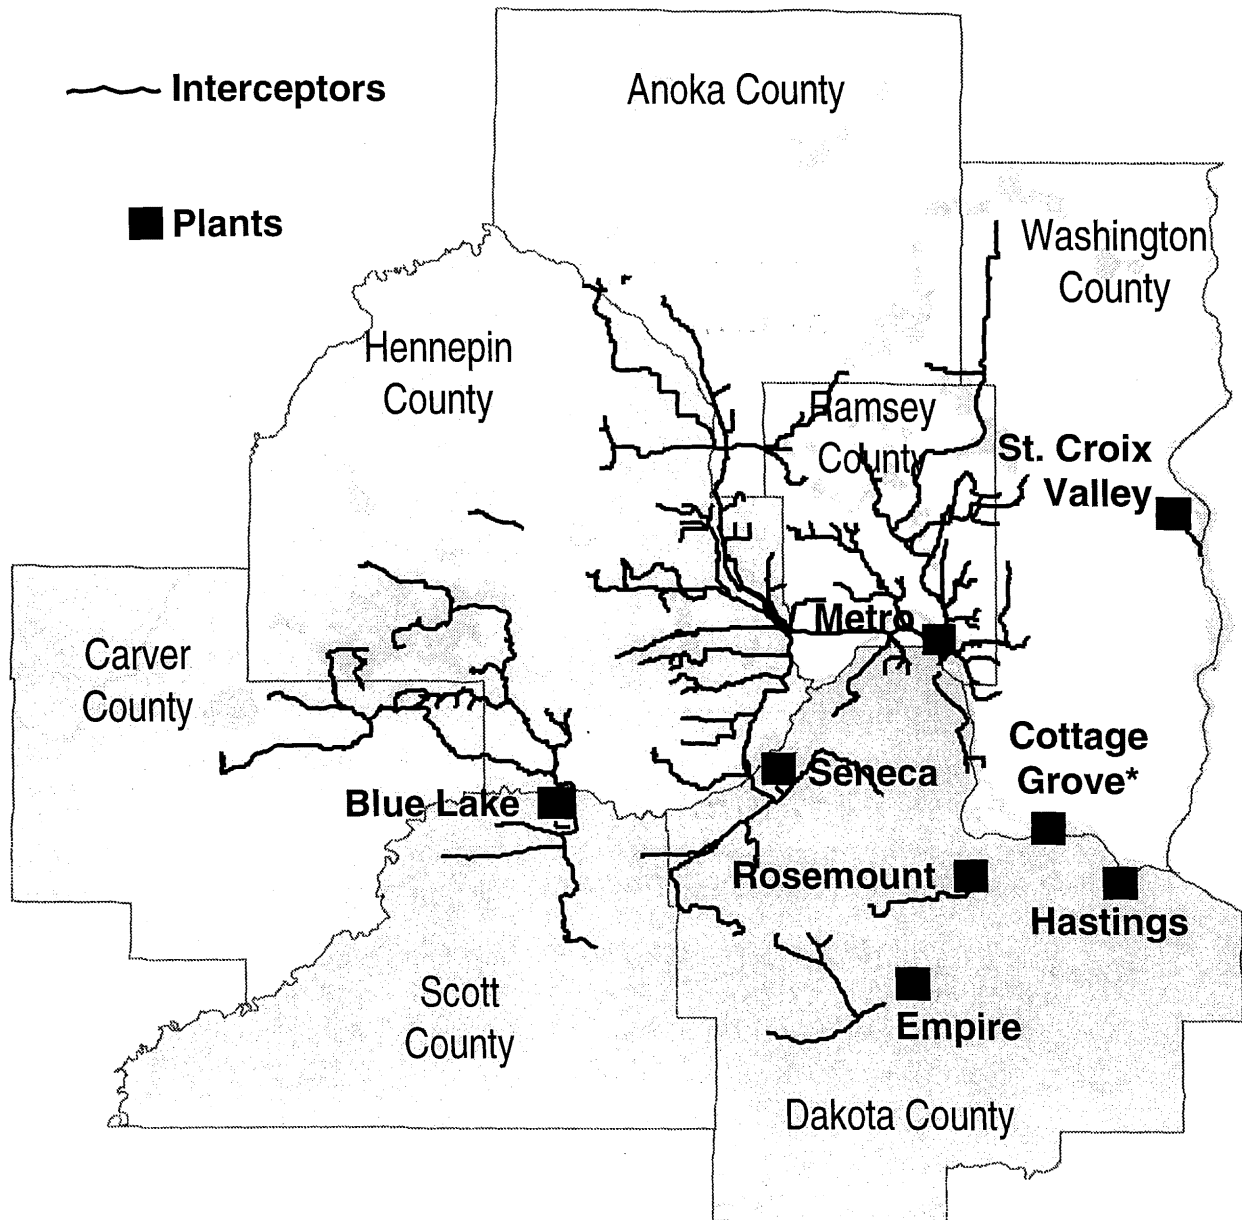 Interceptors
Anoka County
Plants
Washington
County
Hennepin
County
Ramsey
County
St. Croix
Valley
Metro
Carver
County
Cottage
Grove*
Seneca
Blue Lake
Rosemount
Hastings
Scott
County
Empire
Dakota County